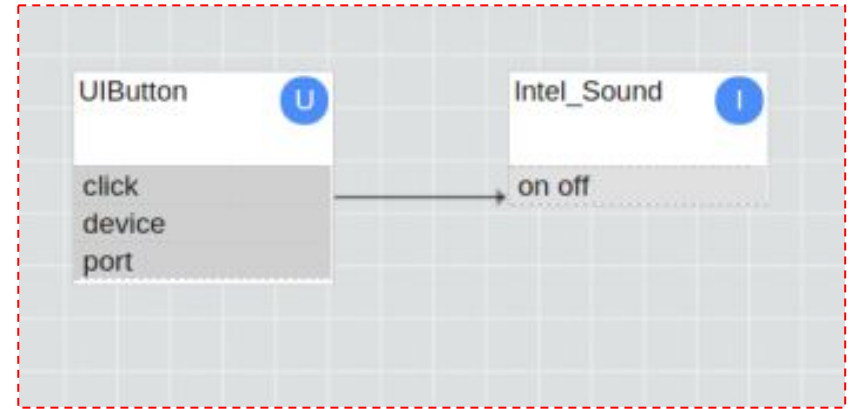 UIButton
U
click
device
port
Intel_Sound
I
on off